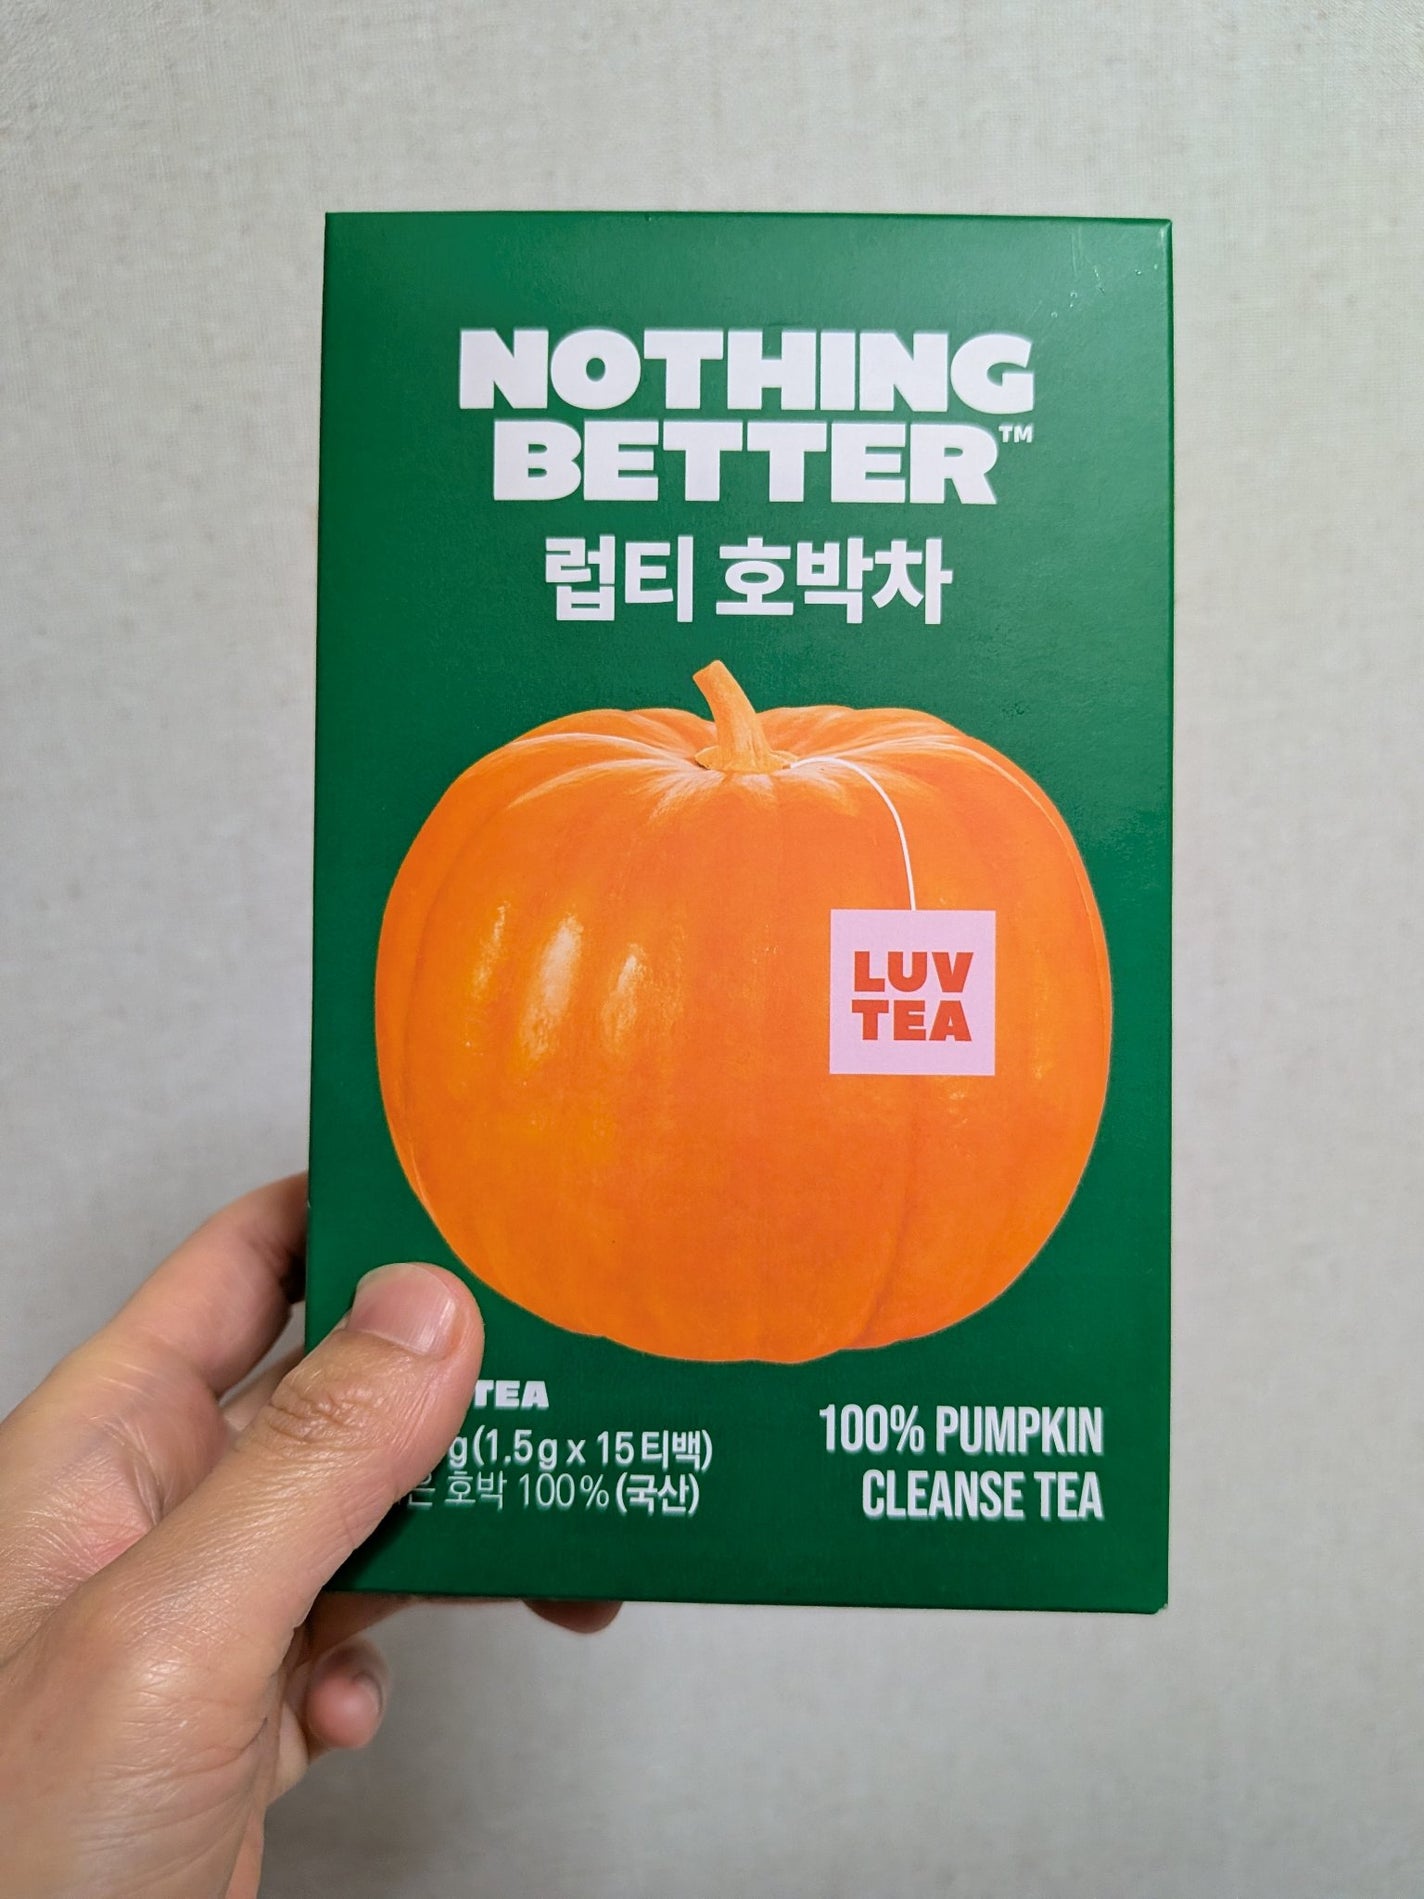 NOTHING
BETTER™
럽티 호박차
LUV
TEA
TEA
g(1.5g x 15티백)
호박 100% (국산)
100% PUMPKIN
CLEANSE TEA